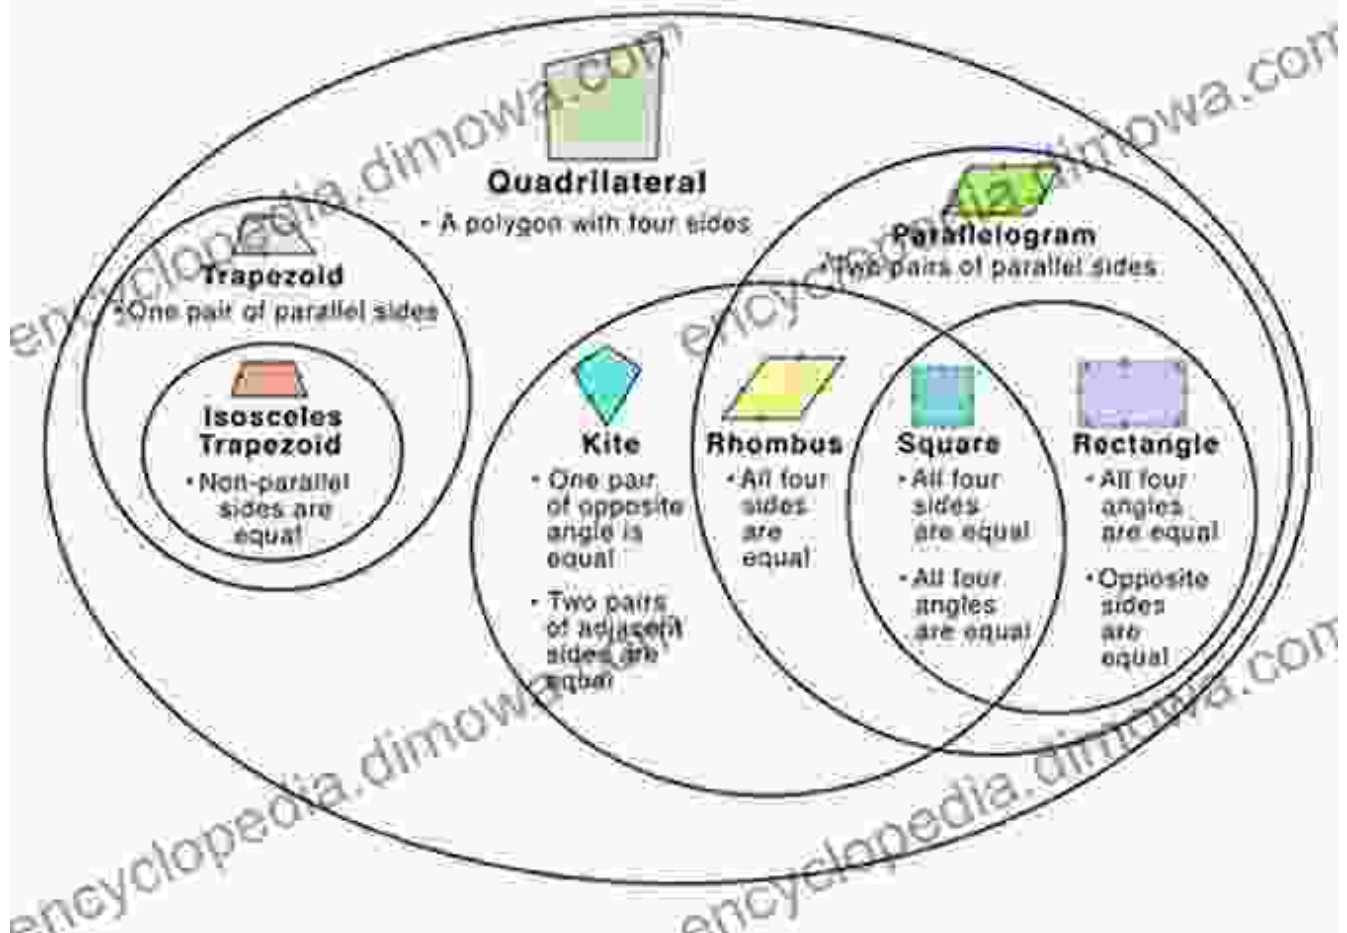 encyclopedia.dimowa.com
encyclopedia.dimowa.com
Quadrilateral
• A polygon with four sides
Trapezoid
• One pair of parallel sides
Isosceles
Trapezoid
• Non-parallel
sides are
equal
Parallelogram
• Two pairs of parallel sides
Kite
• One pair
of opposite
angle is
equal
• Two pairs
of adjacent
sides are
equal
Rhombus
• All four
sides
are
equal
Square
• All four
sides
are equal
• All four
angles
are equal
Rectangle
• All four
angles
are equal
• Opposite
sides
are
equal
encyclopedia.dimowa.com
encyclopedia.dimowa.com